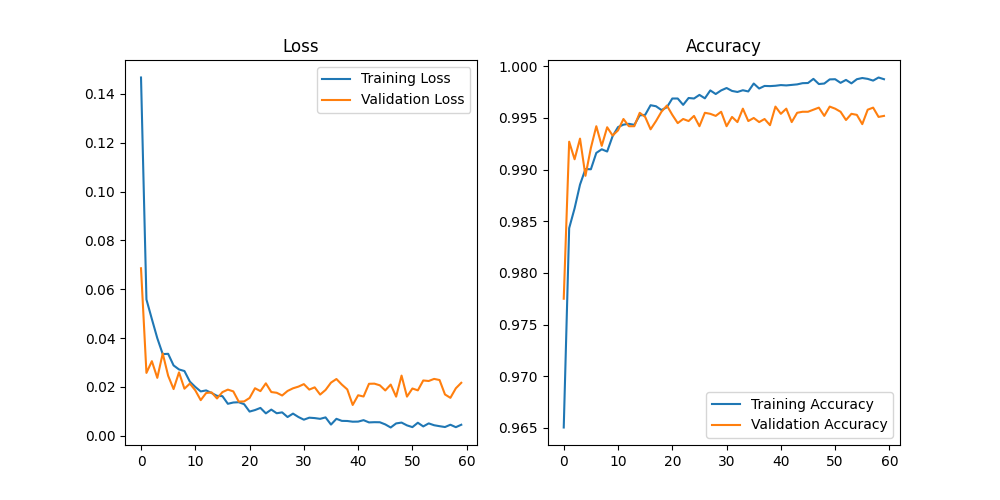 Loss
Training Loss
Validation Loss
0.14
0.12
0.10
0.08
0.06
0.04
0.02
0.00
0 10 20 30 40 50 60
Accuracy
1.000
0.995
0.990
0.985
0.980
0.975
0.970
0.965
Training Accuracy
Validation Accuracy
0 10 20 30 40 50 60